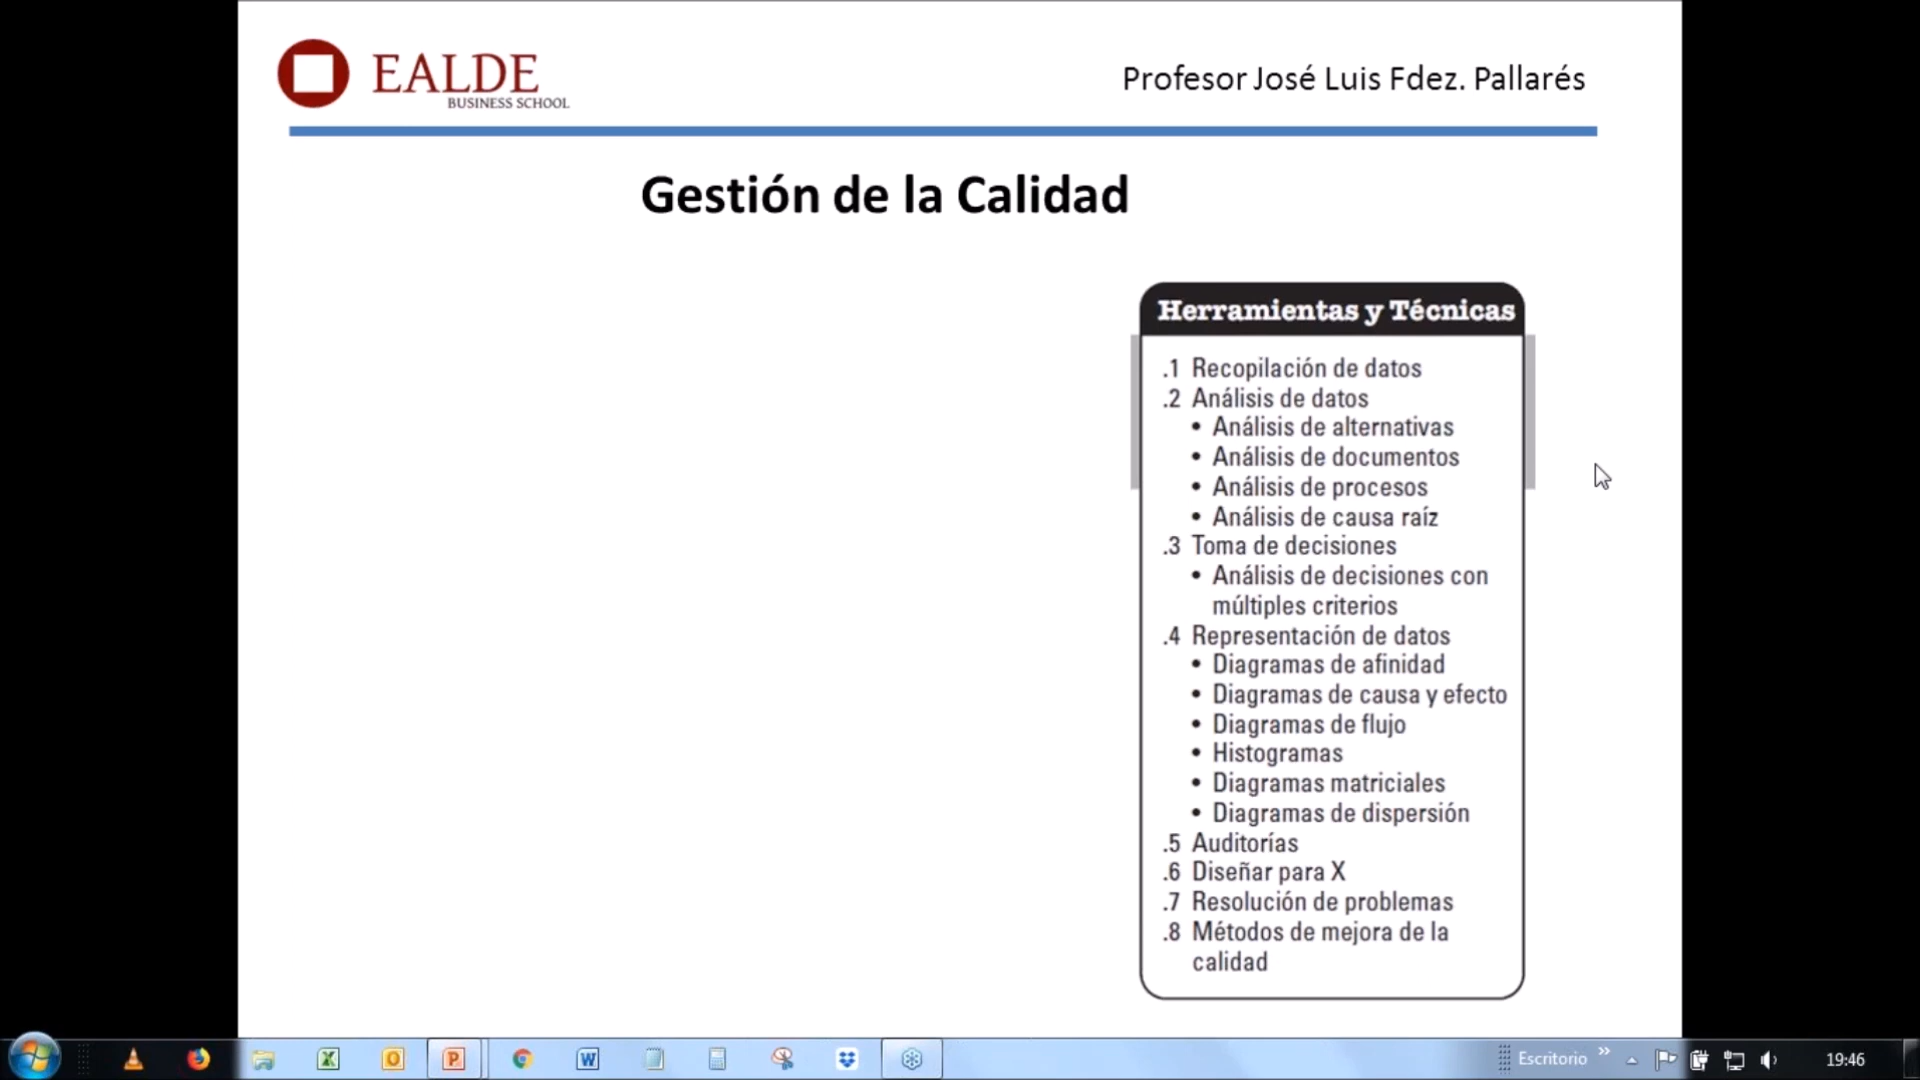 EALDE
BUSINESS SCHOOL
Profesor José Luis Fdez. Pallarés
Gestión de la Calidad
Herramientas y Técnicas
.1 Recopilación de datos
.2 Análisis de datos
• Análisis de alternativas
• Análisis de documentos
• Análisis de procesos
• Análisis de causa raíz
.3 Toma de decisiones
• Análisis de decisiones con
múltiples criterios
.4 Representación de datos
• Diagramas de afinidad
• Diagramas de causa y efecto
• Diagramas de flujo
• Histogramas
• Diagramas matriciales
• Diagramas de dispersión
.5 Auditorías
.6 Diseñar para X
.7 Resolución de problemas
.8 Métodos de mejora de la
calidad
Escritorio
19:46